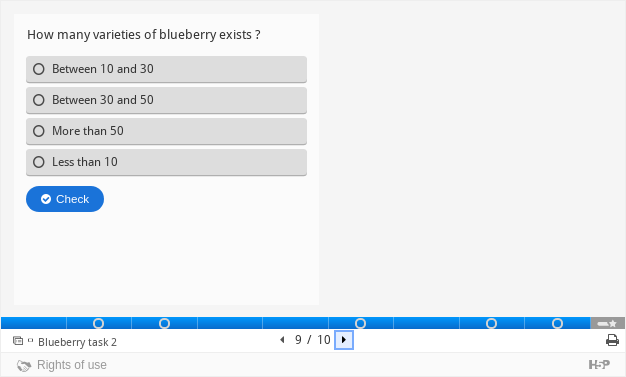 How many varieties of blueberry exists ?
Between 10 and 30
Between 30 and 50
More than 50
Less than 10
Check
Blueberry task 2
9 / 10
Rights of use
H5P